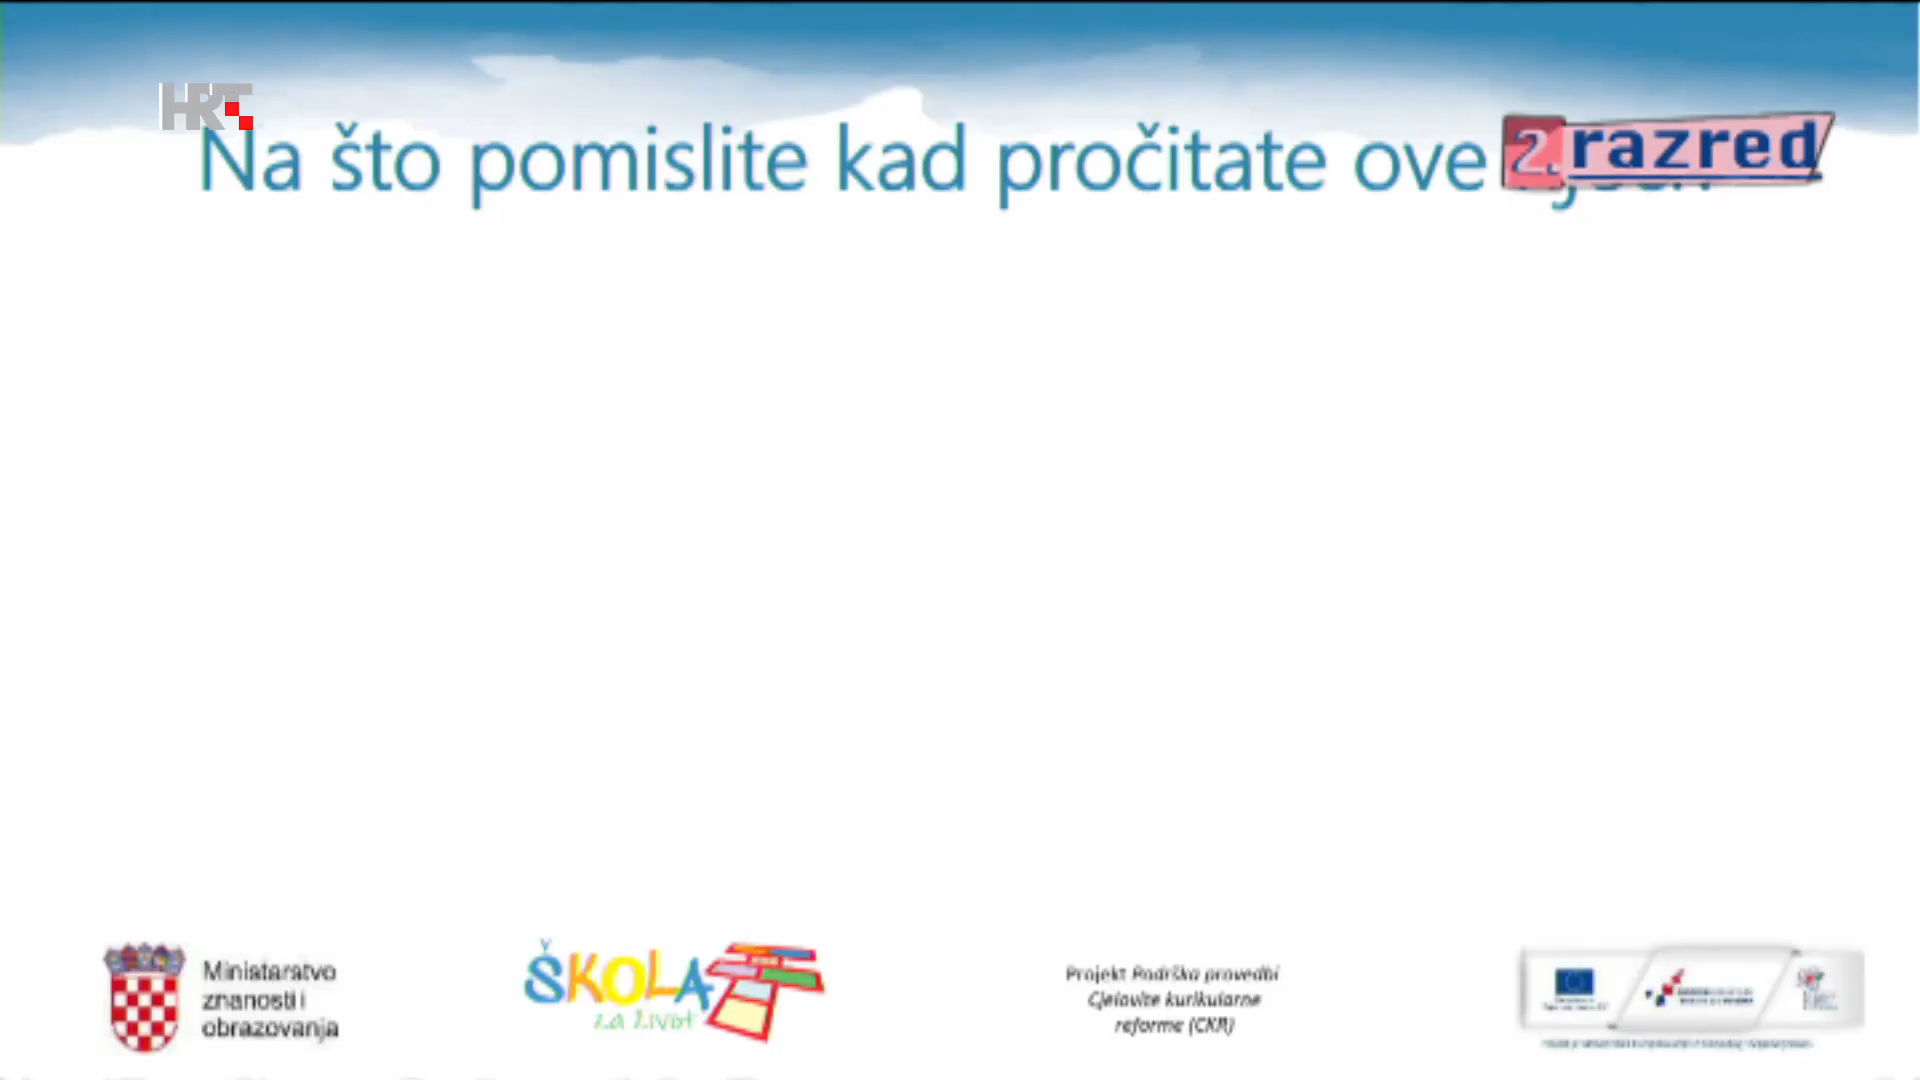 HRT
Na što pomislite kad pročitate ove
2. razred
Ministarstvo
znanosti i
obrazovanja
ŠKOLA
za život
Projekt Podrška provedbi
Cjelovite kurikularne
reforme (CKR)